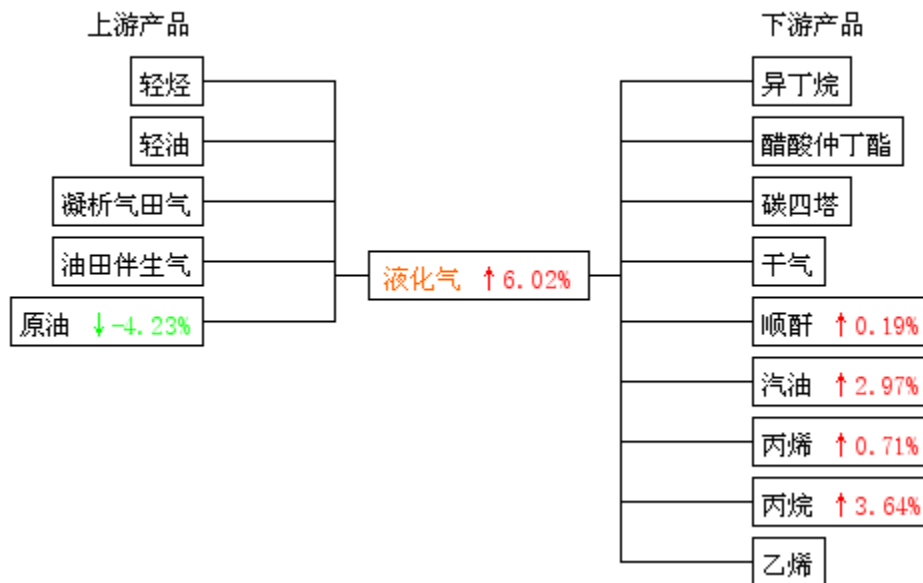 上游产品
下游产品
轻烃
轻油
凝析气田气
油田伴生气
原油 ↓-4.23%
液化气 ↑6.02%
异丁烷
醋酸仲丁酯
碳四塔
干气
顺酐 ↑0.19%
汽油 ↑2.97%
丙烯 ↑0.71%
丙烷 ↑3.64%
乙烯